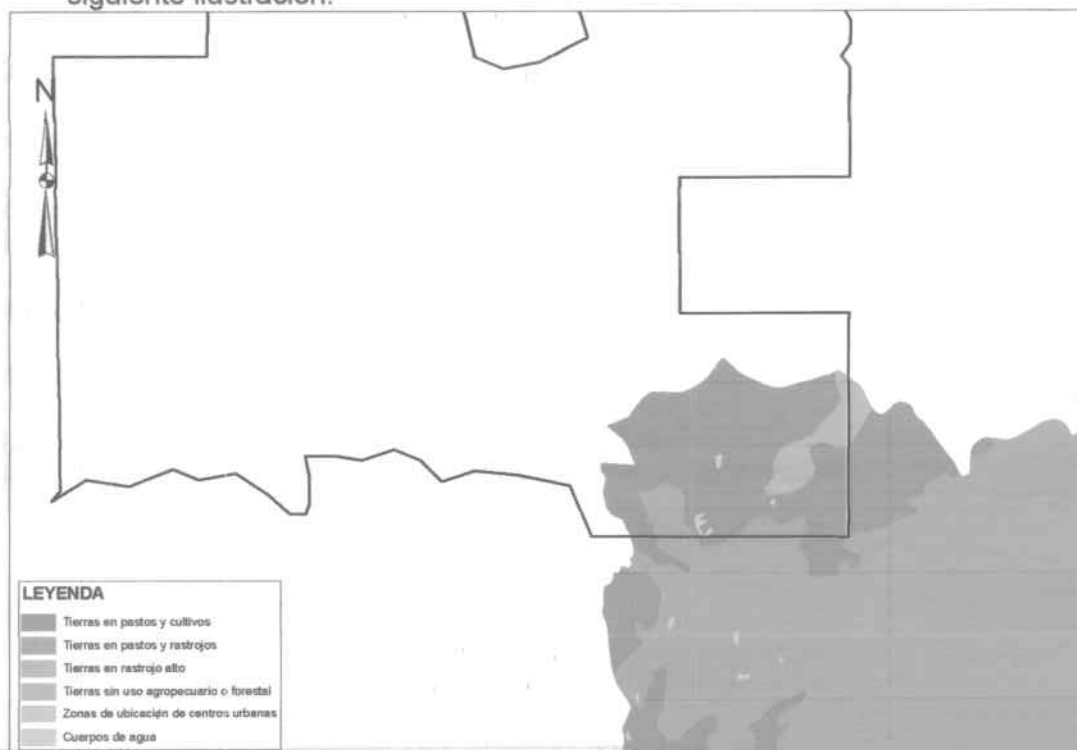 siguiente ilustración:
N
LEYENDA
Tierras en pastos y cultivos
Tierras en pastos y rastrojos
Tierras en rastrojo alto
Tierras sin uso agropecuario o forestal
Zonas de ubicación de centros urbanas
Cuerpos de agua